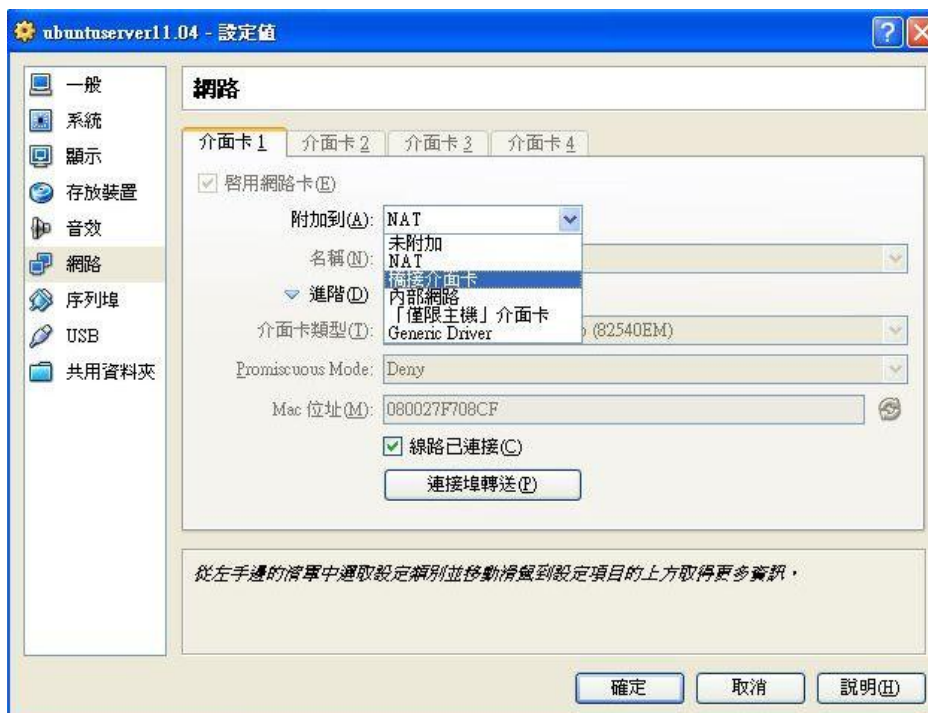 ubuntuserver11.04 - 設定值
一般
系統
顯示
存放裝置
音效
網路
序列埠
USB
共用資料夾
網路
介面卡 1 介面卡 2 介面卡 3 介面卡 4
啓用網路卡(E)
附加到(A): NAT
未附加
NAT
橋接介面卡
內部網路
「僅限主機」介面卡
Generic Driver
名稱(N):
進階(D)
介面卡類型(T): (82540EM)
Promiscuous Mode: Deny
Mac 位址(M): 080027F708CF
線路已連接(C)
連接埠轉送(P)
從左手邊的清單中選取設定類別並移動滑鼠到設定項目的上方取得更多資訊。
確定 取消 說明(H)